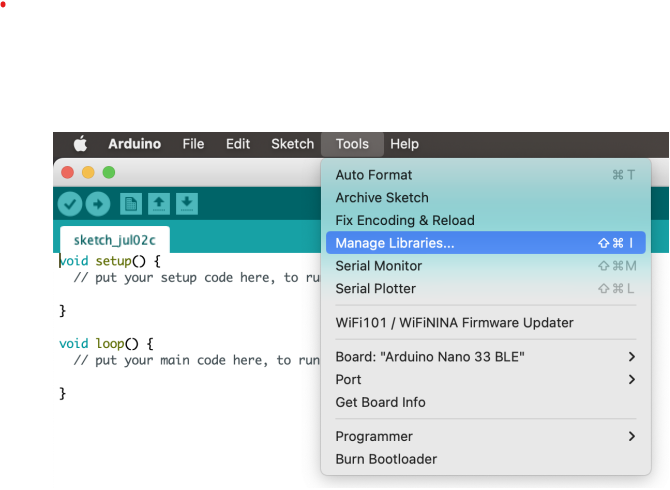 Arduino File Edit Sketch Tools Help
Auto Format ⌘T
Archive Sketch
Fix Encoding & Reload
Manage Libraries... ⇧⌘I
Serial Monitor ⇧⌘M
Serial Plotter ⇧⌘L
WiFi101 / WiFiNINA Firmware Updater
Board: "Arduino Nano 33 BLE"
Port
Get Board Info
Programmer
Burn Bootloader
sketch_jul02c
void setup() {
// put your setup code here, to ru
}
void loop() {
// put your main code here, to run
}